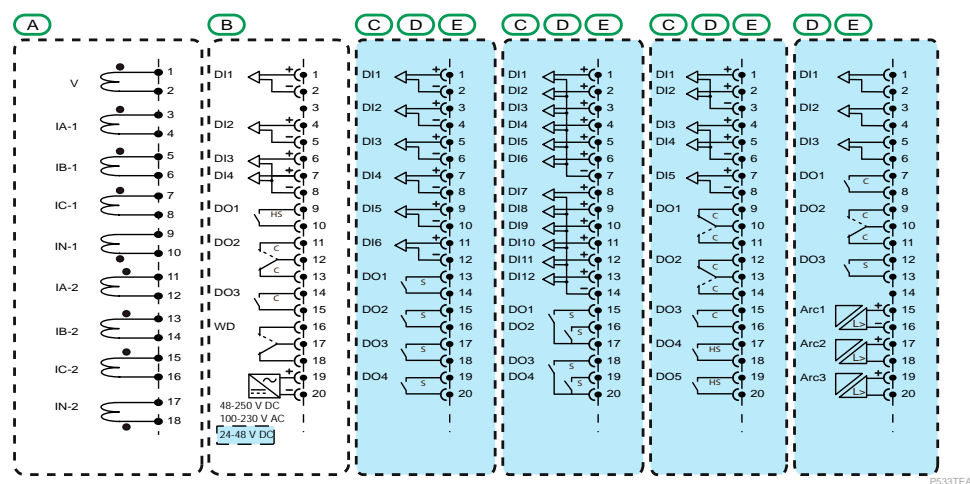 A
V
IA-1
IB-1
IC-1
IN-1
IA-2
IB-2
IC-2
IN-2
1
2
3
4
5
6
7
8
9
10
11
12
13
14
15
16
17
18
B
DI1 + 1
- 2
3
DI2 + 4
- 5
DI3 + 6
DI4 + 7
- 8
DO1 HS 9
10
DO2 C 11
12
C 13
14
DO3 C 15
WD 16
17
18
+ 19
- 20
48-250 V DC
100-230 V AC
24-48 V DC
C D E
DI1 + 1
- 2
DI2 + 3
- 4
DI3 + 5
- 6
DI4 + 7
- 8
DI5 + 9
- 10
DI6 + 11
- 12
DO1 13
S 14
DO2 15
S 16
DO3 17
S 18
DO4 19
S 20
C D E
DI1 + 1
DI2 + 2
DI3 + 3
DI4 + 4
DI5 + 5
DI6 + 6
- 7
DI7 + 8
DI8 + 9
DI9 + 10
DI10 + 11
DI11 + 12
DI12 + 13
- 14
DO1 S 15
DO2 S 16
17
DO3 S 18
DO4 S 19
20
C D E
DI1 + 1
DI2 + 2
- 3
DI3 + 4
DI4 + 5
- 6
DI5 + 7
- 8
DO1 C 9
10
C 11
DO2 C 12
13
C 14
DO3 C 15
16
DO4 HS 17
18
DO5 HS 19
20
D E
DI1 + 1
- 2
DI2 + 3
- 4
DI3 + 5
- 6
DO1 C 7
8
DO2 C 9
10
C 11
DO3 12
S 13
14
Arc1 L> + 15
- 16
Arc2 L> + 17
18
Arc3 L> + 19
20
P533TEA